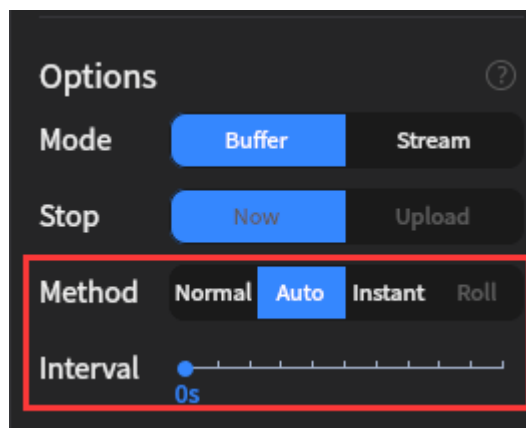 Options ?
Mode Buffer Stream
Stop Now Upload
Method Normal Auto Instant Roll
Interval
0s